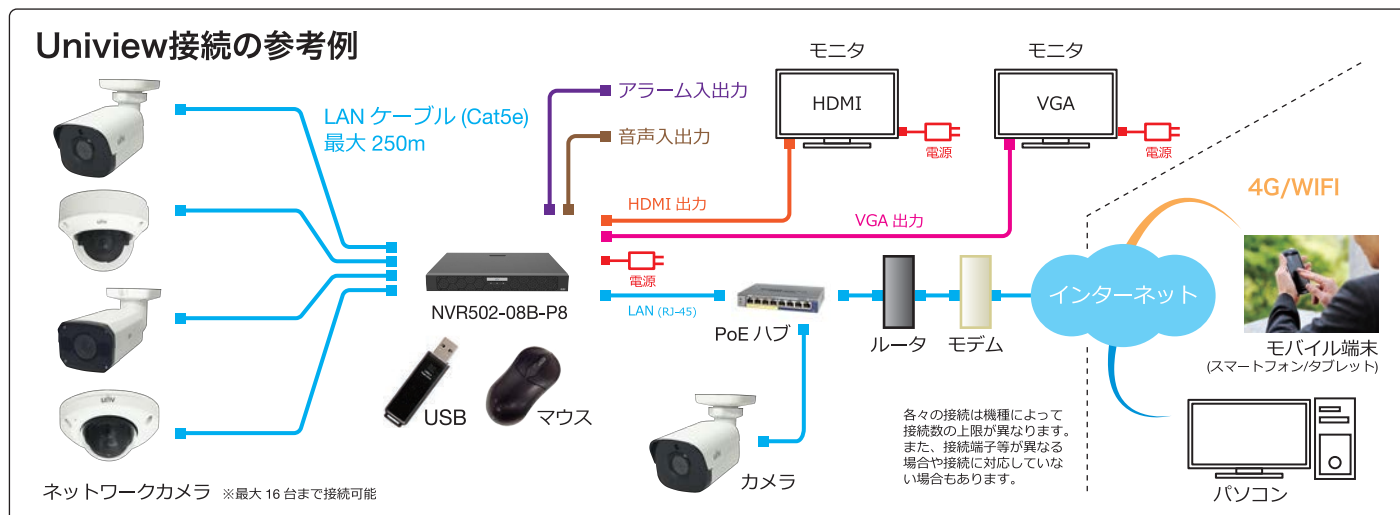 Uniview接続の参考例
LAN ケーブル (Cat5e)
最大 250m
アラーム入出力
音声入出力
モニタ
HDMI
電源
モニタ
VGA
電源
HDMI 出力
VGA 出力
4G/WIFI
univ
電源
NVR502-08B-P8
LAN (RJ-45)
PoE ハブ
ルータ
モデム
インターネット
モバイル端末
(スマートフォン/タブレット)
USB
マウス
univ
カメラ
各々の接続は機種によって
接続数の上限が異なります。
また、接続端子等が異なる
場合や接続に対応していな
い場合もあります。
パソコン
ネットワークカメラ ※最大 16 台まで接続可能